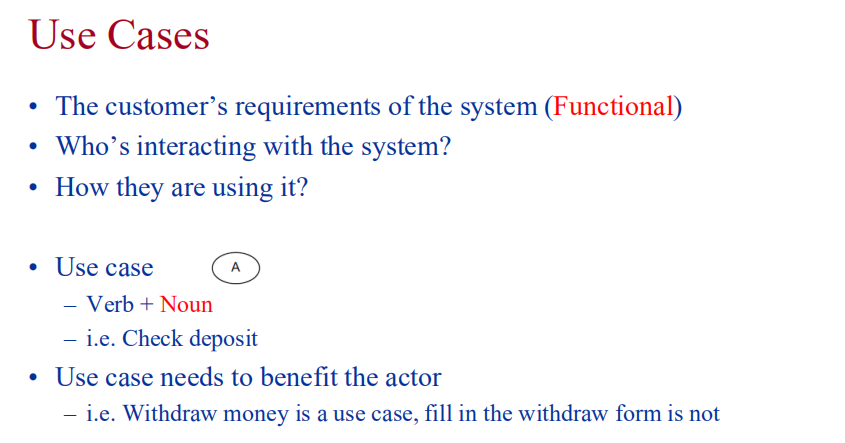 Use Cases
• The customer’s requirements of the system (Functional)
• Who’s interacting with the system?
• How they are using it?
• Use case A
– Verb + Noun
– i.e. Check deposit
• Use case needs to benefit the actor
– i.e. Withdraw money is a use case, fill in the withdraw form is not